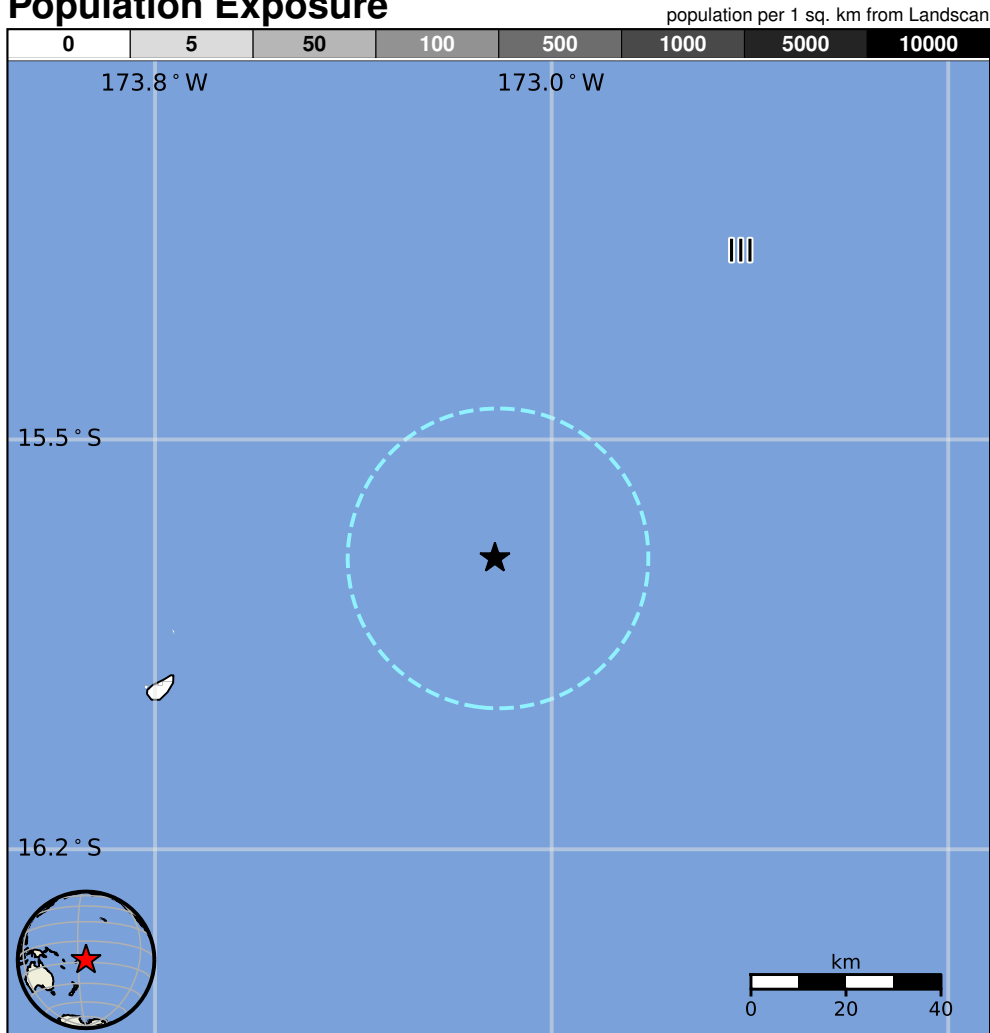 Population Exposure
population per 1 sq. km from Landscan
0 5 50 100 500 1000 5000 10000
173.8°W 173.0°W
III
15.5°S
16.2°S
km
0 20 40